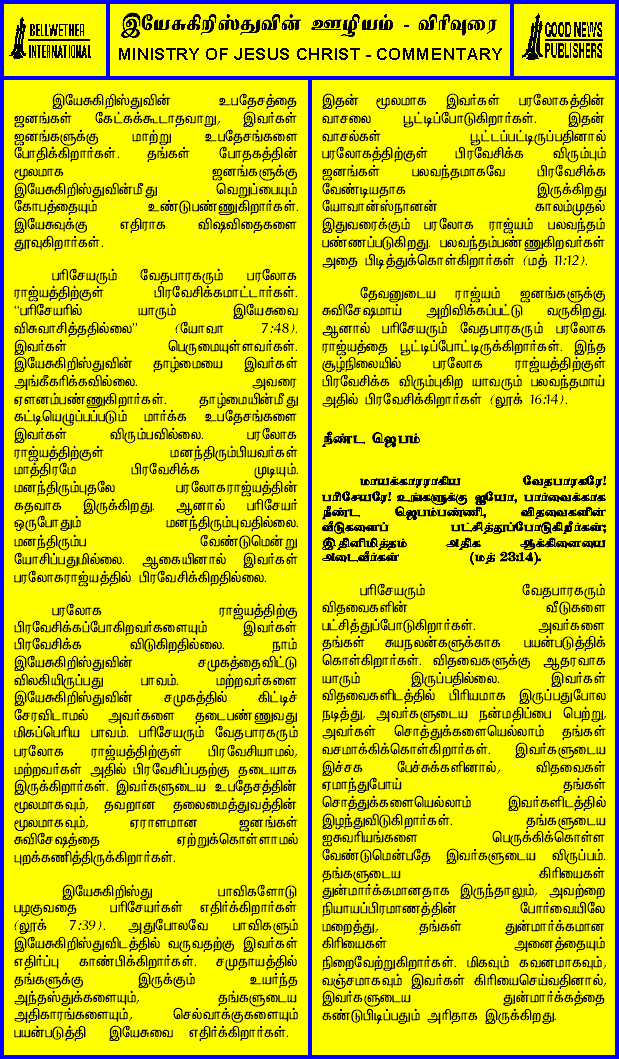 BELLWETHER
INTERNATIONAL
இயேசுகிறிஸ்துவின் ஊழியம் - விரிவுரை
MINISTRY OF JESUS CHRIST - COMMENTARY
GOOD NEWS
PUBLISHERS
இயேசுகிறிஸ்துவின் உபதேசத்தை
ஜனங்கள் கேட்கக்கூடாதவாறு, இவர்கள்
ஜனங்களுக்கு மாற்று உபதேசங்களை
போதிக்கிறார்கள். தங்கள் போதகத்தின்
மூலமாக ஜனங்களுக்கு
இயேசுகிறிஸ்துவின்மீது வெறுப்பையும்
கோபத்தையும் உண்டுபண்ணுகிறார்கள்.
இயேசுவுக்கு எதிராக விஷவிதைகளை
தூவுகிறார்கள்.
பரிசேயரும் வேதபாரகரும் பரலோக
ராஜ்யத்திற்குள் பிரவேசிக்கமாட்டார்கள்.
“பரிசேயரில் யாரும் இயேசுவை
விசுவாசித்ததில்லை” (யோவா 7:48).
இவர்கள் பெருமையுள்ளவர்கள்.
இயேசுகிறிஸ்துவின் தாழ்மையை இவர்கள்
அங்கீகரிக்கவில்லை. அவரை
ஏளனம்பண்ணுகிறார்கள். தாழ்மையின்மீது
கட்டியெழுப்பப்படும் மார்க்க உபதேசங்களை
இவர்கள் விரும்பவில்லை. பரலோக
ராஜ்யத்திற்குள் மனந்திரும்பியவர்கள்
மாத்திரமே பிரவேசிக்க முடியும்.
மனந்திரும்புதலே பரலோகராஜ்யத்தின்
கதவாக இருக்கிறது. ஆனால் பரிசேயர்
ஒருபோதும் மனந்திரும்புவதில்லை.
மனந்திரும்ப வேண்டுமென்று
யோசிப்பதுமில்லை. ஆகையினால் இவர்கள்
பரலோகராஜ்யத்தில் பிரவேசிக்கிறதில்லை.
பரலோக ராஜ்யத்திற்கு
பிரவேசிக்கப்போகிறவர்களையும் இவர்கள்
பிரவேசிக்க விடுகிறதில்லை. நாம்
இயேசுகிறிஸ்துவின் சமுகத்தைவிட்டு
விலகியிருப்பது பாவம். மற்றவர்களை
இயேசுகிறிஸ்துவின் சமுகத்தில் கிட்டிச்
சேரவிடாமல் அவர்களை தடைபண்ணுவது
மிகப்பெரிய பாவம். பரிசேயரும் வேதபாரகரும்
பரலோக ராஜ்யத்திற்குள் பிரவேசியாமல்,
மற்றவர்கள் அதில் பிரவேசிப்பதற்கு தடையாக
இருக்கிறார்கள். இவர்களுடைய உபதேசத்தின்
மூலமாகவும், தவறான தலைமைத்துவத்தின்
மூலமாகவும், ஏராளமான ஜனங்கள்
சுவிசேஷத்தை ஏற்றுக்கொள்ளாமல்
புறக்கணித்திருக்கிறார்கள்.
இயேசுகிறிஸ்து பாவிகளோடு
பழகுவதை பரிசேயர்கள் எதிர்க்கிறார்கள்
(லூக் 7:39). அதுபோலவே பாவிகளும்
இயேசுகிறிஸ்துவிடத்தில் வருவதற்கு இவர்கள்
எதிர்ப்பு காண்பிக்கிறார்கள். சமுதாயத்தில்
தங்களுக்கு இருக்கும் உயர்ந்த
அந்தஸ்துக்களையும், தங்களுடைய
அதிகாரங்களையும், செல்வாக்குகளையும்
பயன்படுத்தி இயேசுவை எதிர்க்கிறார்கள்.
இதன் மூலமாக இவர்கள் பரலோகத்தின்
வாசலை பூட்டிப்போடுகிறார்கள். இதன்
வாசல்கள் பூட்டப்பட்டிருப்பதினால்
பரலோகத்திற்குள் பிரவேசிக்க விரும்பும்
ஜனங்கள் பலவந்தமாகவே பிரவேசிக்க
வேண்டியதாக இருக்கிறது
யோவான்ஸ்நானன் காலம்முதல்
இதுவரைக்கும் பரலோக ராஜ்யம் பலவந்தம்
பண்ணப்படுகிறது. பலவந்தம்பண்ணுகிறவர்கள்
அதை பிடித்துக்கொள்கிறார்கள் (மத் 11:12).
தேவனுடைய ராஜ்யம் ஜனங்களுக்கு
சுவிசேஷமாய் அறிவிக்கப்பட்டு வருகிறது.
ஆனால் பரிசேயரும் வேதபாரகரும் பரலோக
ராஜ்யத்தை பூட்டிப்போட்டிருக்கிறார்கள். இந்த
சூழ்நிலையில் பரலோக ராஜ்யத்திற்குள்
பிரவேசிக்க விரும்புகிற யாவரும் பலவந்தமாய்
அதில் பிரவேசிக்கிறார்கள் (லூக் 16:14).
நீண்ட ஜெபம்
மாயக்காரராகிய வேதபாரகரே!
பரிசேயரே! உங்களுக்கு ஐயோ, பார்வைக்காக
நீண்ட ஜெபம்பண்ணி, விதவைகளின்
வீடுகளைப் பட்சித்துப்போடுகிறீர்கள்;
இதினிமித்தம் அதிக ஆக்கினையை
அடைவீர்கள் (மத் 23:14).
பரிசேயரும் வேதபாரகரும்
விதவைகளின் வீடுகளை
பட்சித்துப்போடுகிறார்கள். அவர்களை
தங்கள் சுயநலன்களுக்காக பயன்படுத்திக்
கொள்கிறார்கள். விதவைகளுக்கு ஆதரவாக
யாரும் இருப்பதில்லை. இவர்கள்
விதவைகளிடத்தில் பிரியமாக இருப்பதுபோல
நடித்து, அவர்களுடைய நன்மதிப்பை பெற்று,
அவர்கள் சொத்துக்களையெல்லாம் தங்கள்
வசமாக்கிக்கொள்கிறார்கள். இவர்களுடைய
இச்சக பேச்சுக்களினால், விதவைகள்
ஏமாந்துபோய் தங்கள்
சொத்துக்களையெல்லாம் இவர்களிடத்தில்
இழந்துவிடுகிறார்கள். தங்களுடைய
ஐசுவரியங்களை பெருக்கிக்கொள்ள
வேண்டுமென்பதே இவர்களுடைய விருப்பம்.
தங்களுடைய கிரியைகள்
துன்மார்க்கமானதாக இருந்தாலும், அவற்றை
நியாயப்பிரமாணத்தின் போர்வையிலே
மறைத்து, தங்கள் துன்மார்க்கமான
கிரியைகள் அனைத்தையும்
நிறைவேற்றுகிறார்கள். மிகவும் கவனமாகவும்,
வஞ்சமாகவும் இவர்கள் கிரியைசெய்வதினால்,
இவர்களுடைய துன்மார்க்கத்தை
கண்டுபிடிப்பதும் அரிதாக இருக்கிறது.